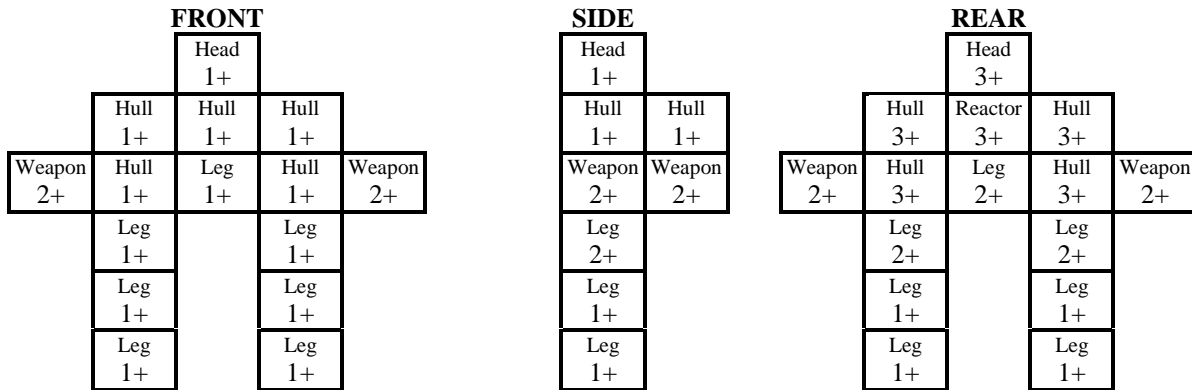 FRONT SIDE REAR
Head Head Head
1+ 1+ 3+
Hull Hull Hull Hull Hull Hull Reactor Hull
1+ 1+ 1+ 1+ 1+ 3+ 3+ 3+
Weapon Hull Leg Hull Weapon Weapon Weapon Weapon Hull Leg Hull Weapon
2+ 1+ 1+ 1+ 2+ 2+ 2+ 2+ 3+ 2+ 3+ 2+
Leg Leg Leg Leg Leg
1+ 1+ 2+ 2+ 2+
Leg Leg Leg Leg Leg
1+ 1+ 1+ 1+ 1+
Leg Leg Leg Leg Leg
1+ 1+ 1+ 1+ 1+